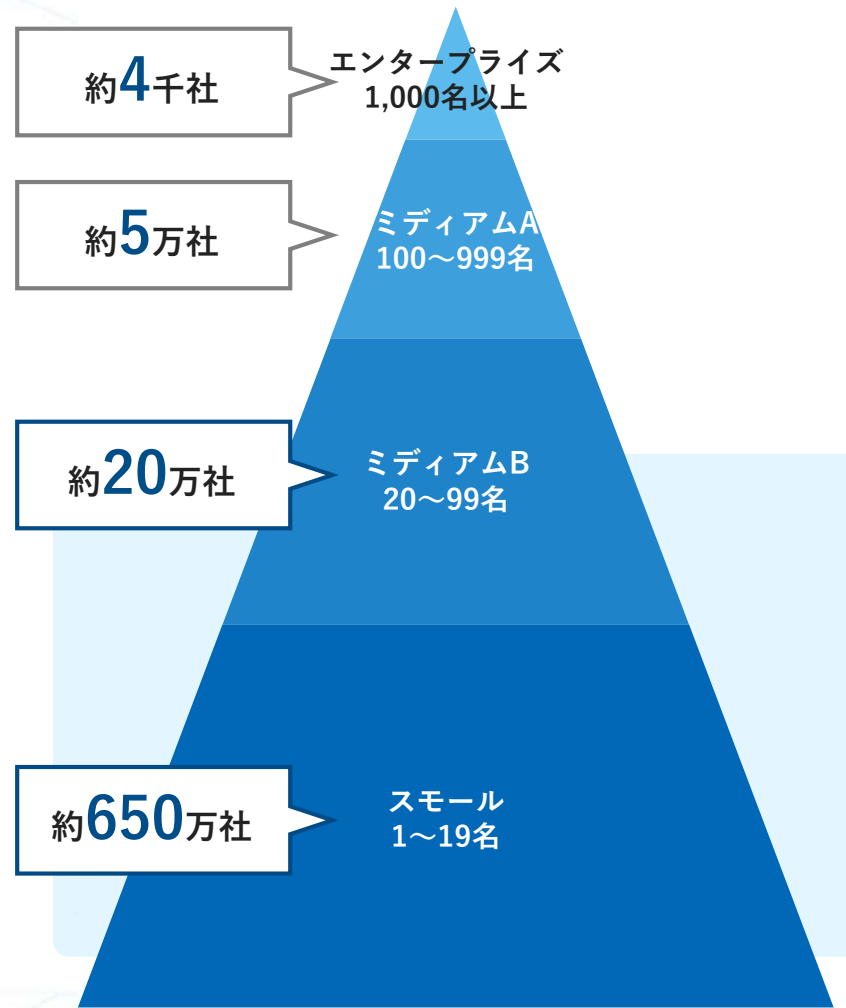 約4千社
エンタープライズ
1,000名以上
約5万社
ミディアムA
100～999名
約20万社
ミディアムB
20～99名
約650万社
スモール
1～19名